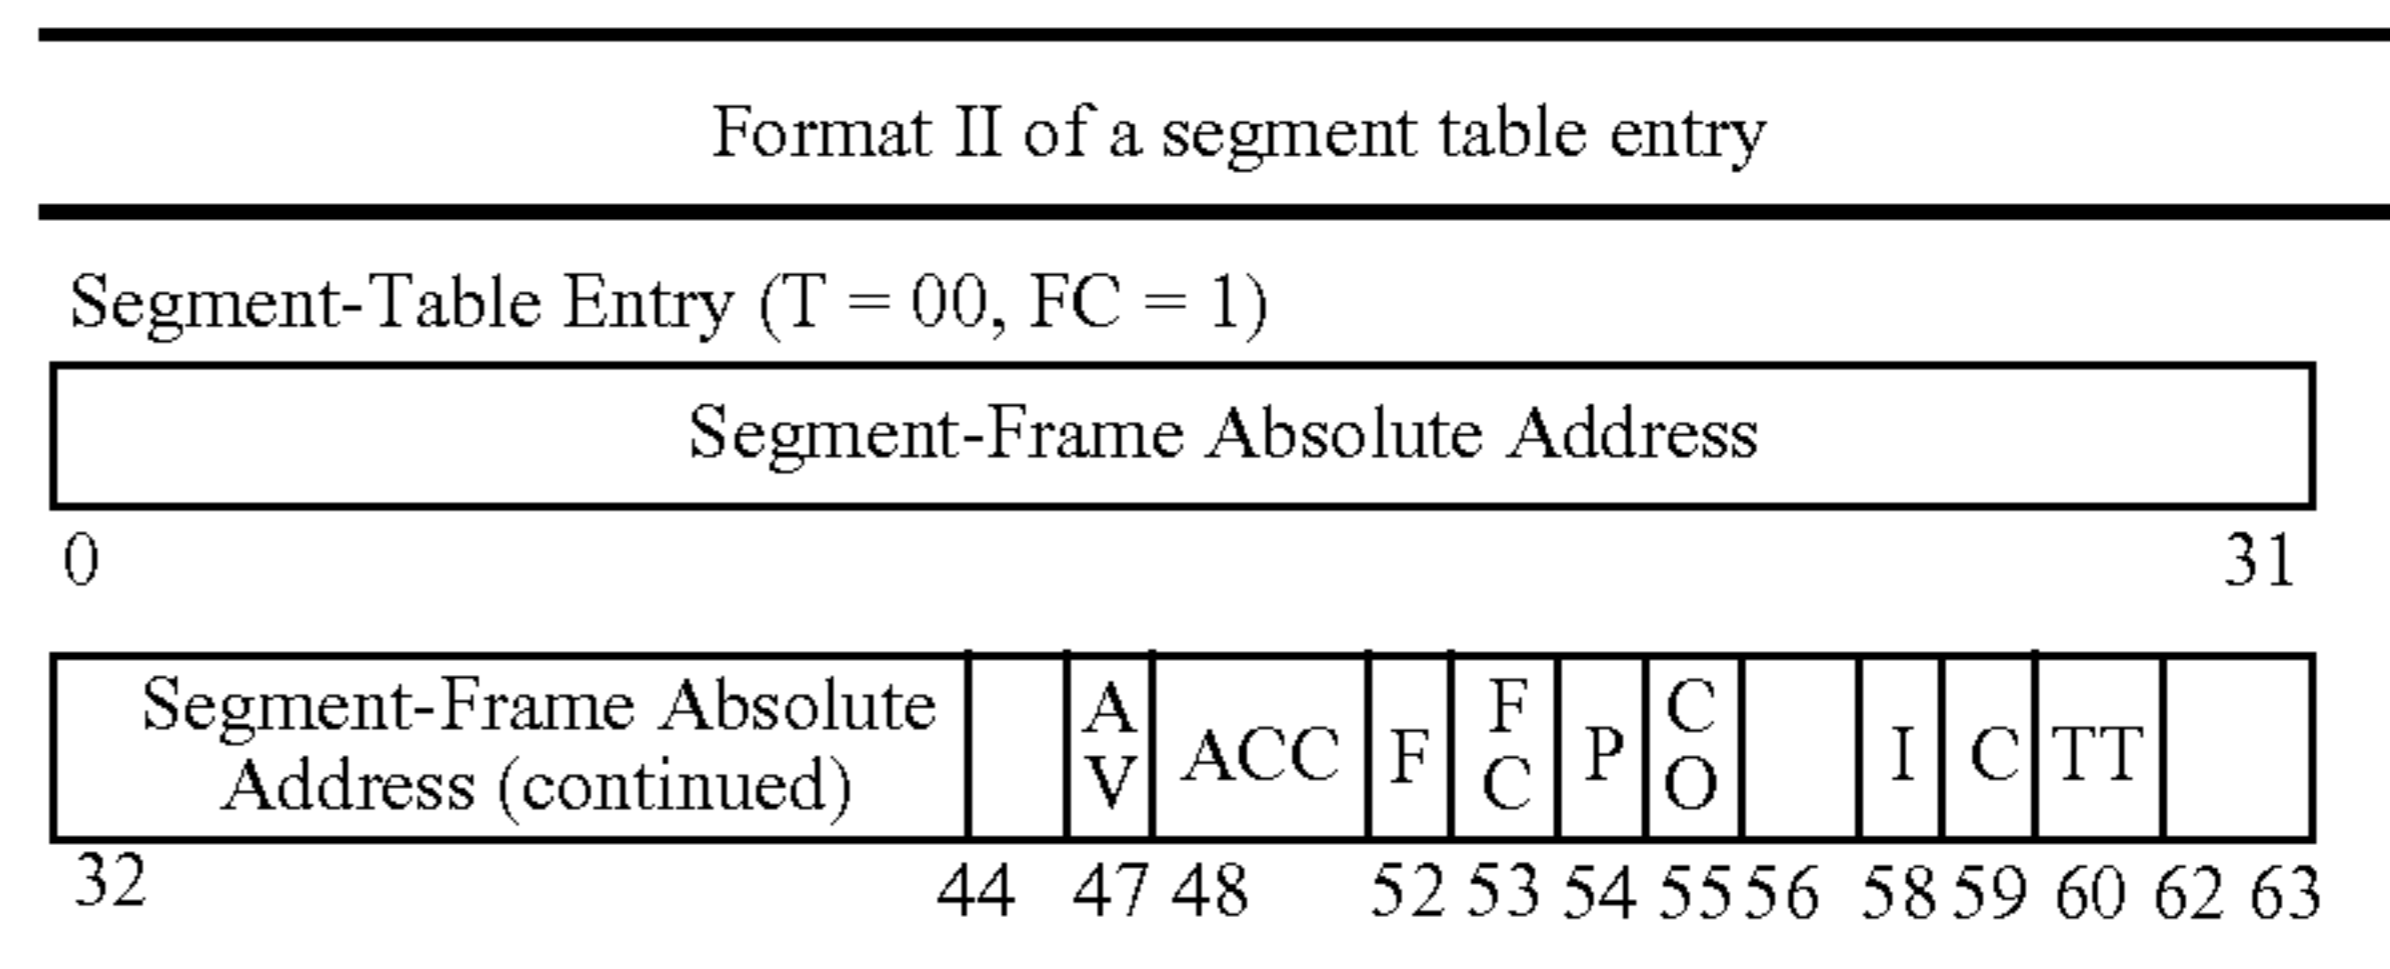 Format II of a segment table entry
Segment-Table Entry (T = 00, FC = 1)
Segment-Frame Absolute Address
0 31
Segment-Frame Absolute
Address (continued)
A
V
ACC
F
F
C
P
C
O
I
C
TT
32 44 47 48 52 53 54 55 56 58 59 60 62 63